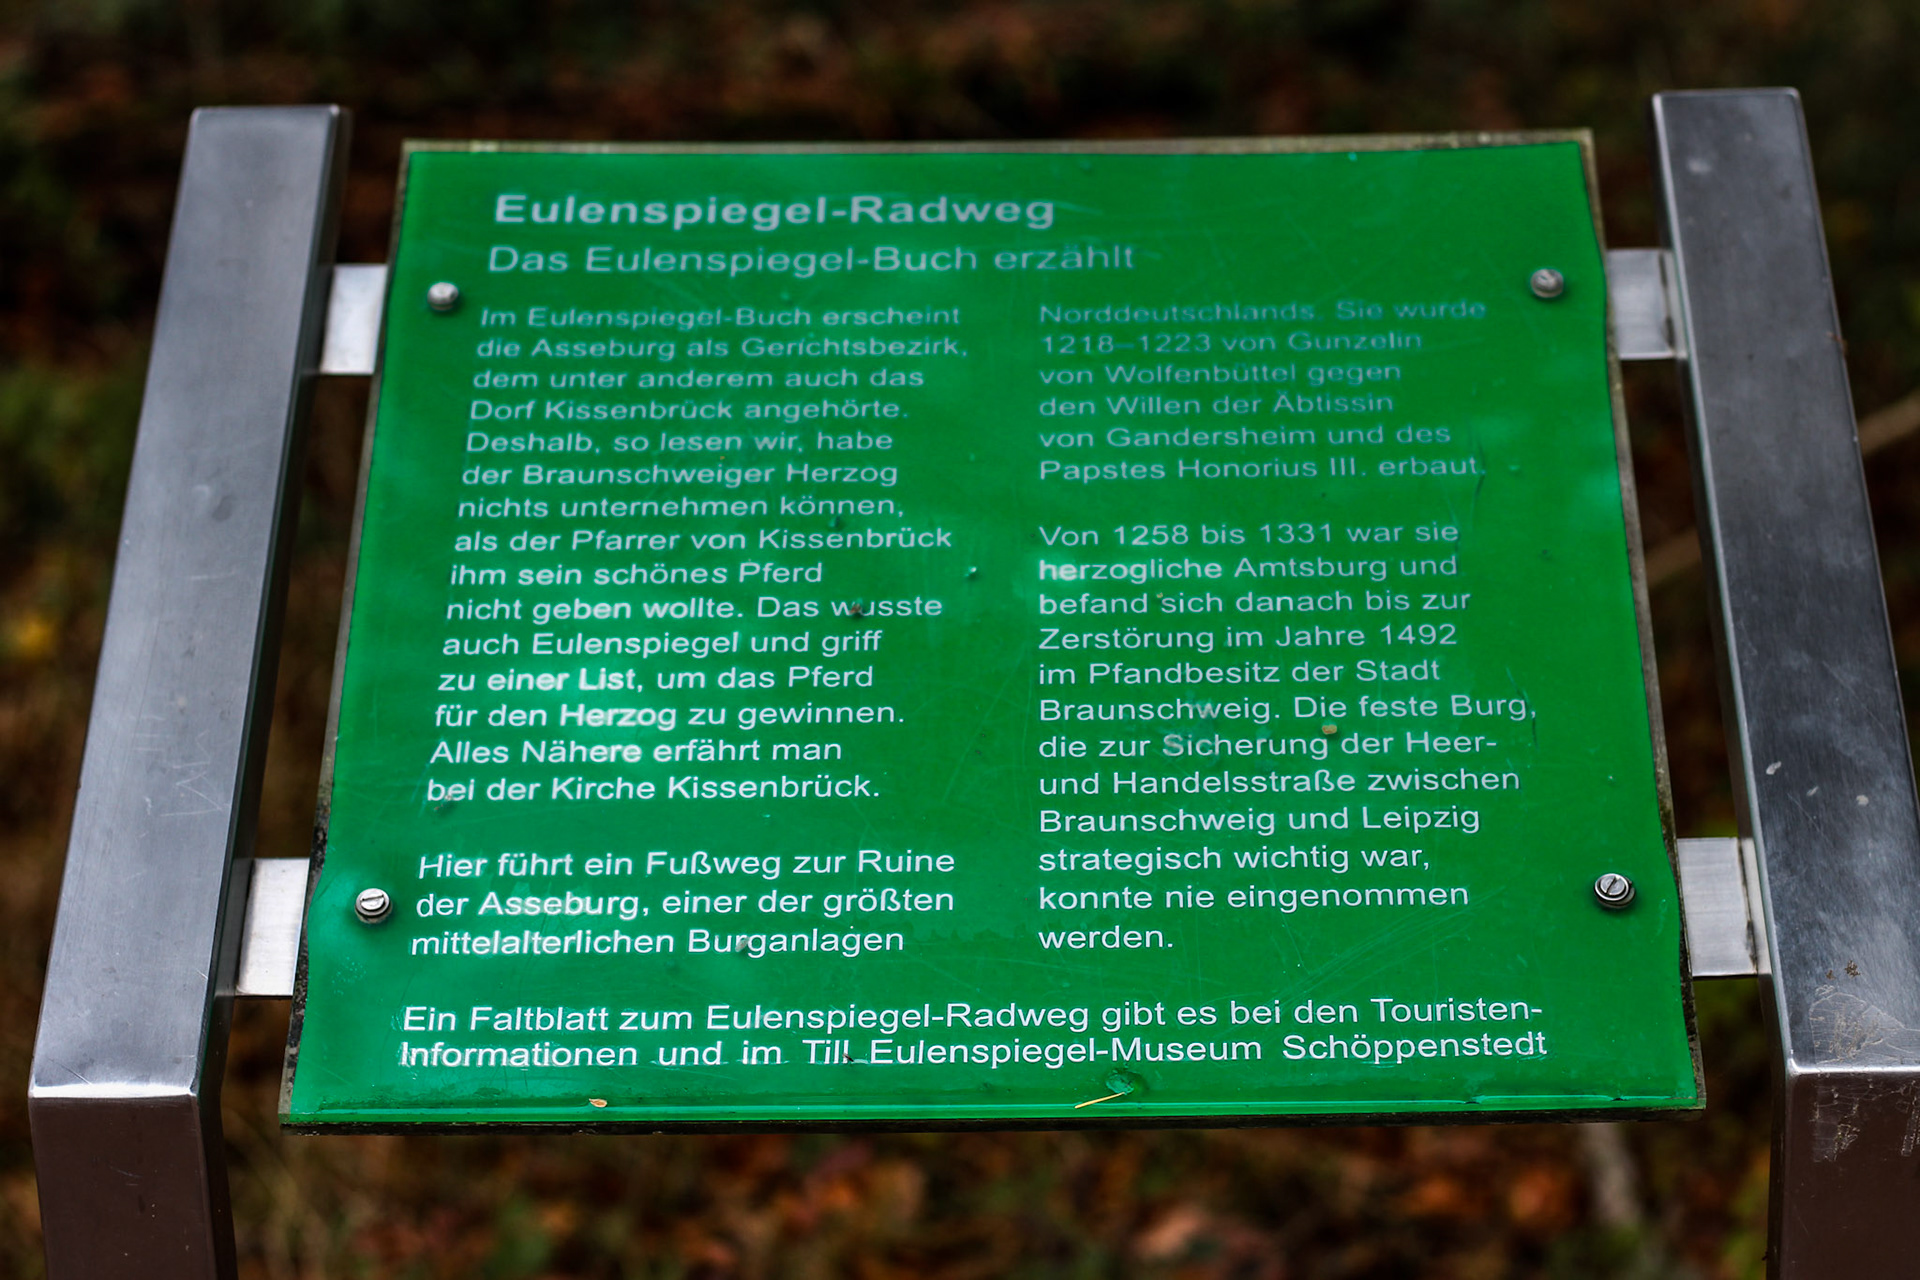 Eulenspiegel-Radweg
Das Eulenspiegel-Buch erzählt
Im Eulenspiegel-Buch erscheint
die Asseburg als Gerichtsbezirk,
dem unter anderem auch das
Dorf Kissenbrück angehörte.
Deshalb, so lesen wir, habe
der Braunschweiger Herzog
nichts unternehmen können,
als der Pfarrer von Kissenbrück
ihm sein schönes Pferd
nicht geben wollte. Das wusste
auch Eulenspiegel und griff
zu einer List, um das Pferd
für den Herzog zu gewinnen.
Alles Nähere erfährt man
bei der Kirche Kissenbrück.
Hier führt ein Fußweg zur Ruine
der Asseburg, einer der größten
mittelalterlichen Burganlagen
Norddeutschlands. Sie wurde
1218–1223 von Gunzelin
von Wolfenbüttel gegen
den Willen der Äbtissin
von Gandersheim und des
Papstes Honorius III. erbaut.
Von 1258 bis 1331 war sie
herzogliche Amtsburg und
befand sich danach bis zur
Zerstörung im Jahre 1492
im Pfandbesitz der Stadt
Braunschweig. Die feste Burg,
die zur Sicherung der Heer-
und Handelsstraße zwischen
Braunschweig und Leipzig
strategisch wichtig war,
konnte nie eingenommen
werden.
Ein Faltblatt zum Eulenspiegel-Radweg gibt es bei den Touristen-
Informationen und im Till Eulenspiegel-Museum Schöppenstedt